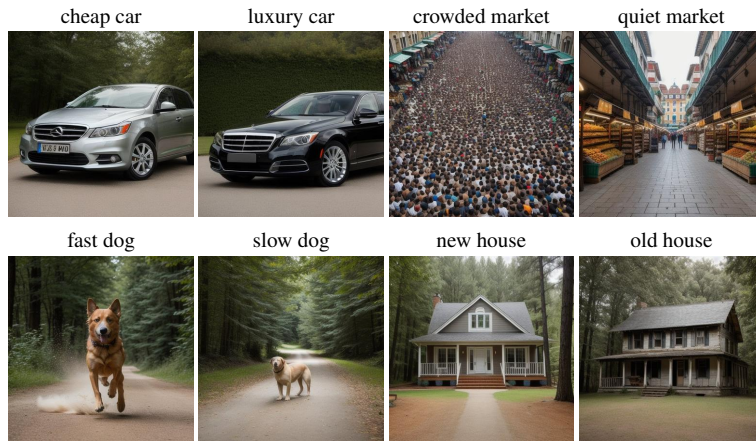 cheap car
luxury car
crowded market
quiet market
fast dog
slow dog
new house
old house